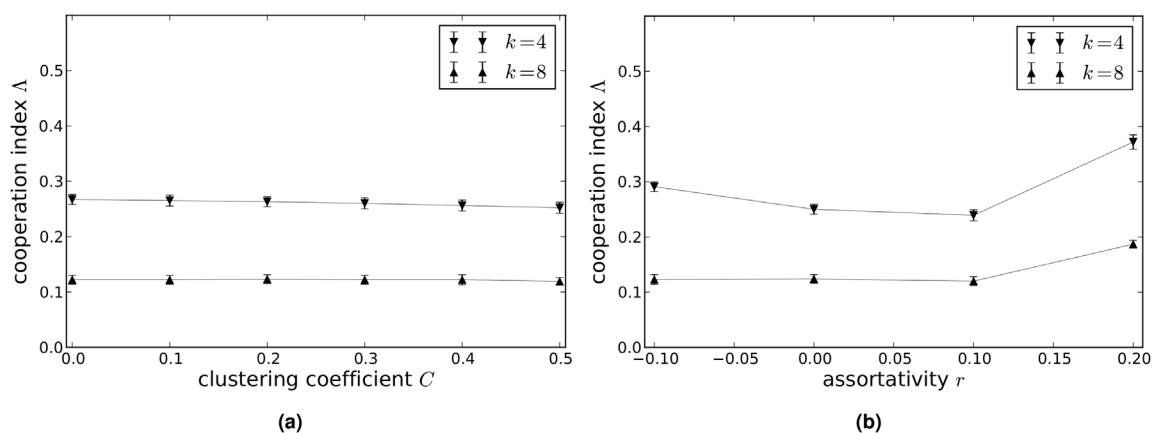 k=4
k=8
cooperation index Λ
0.5
0.4
0.3
0.2
0.1
0.0
0.0 0.1 0.2 0.3 0.4 0.5
clustering coefficient C
(a)
k=4
k=8
cooperation index Λ
0.5
0.4
0.3
0.2
0.1
0.0
−0.10 −0.05 0.00 0.05 0.10 0.15 0.20
assortativity r
(b)